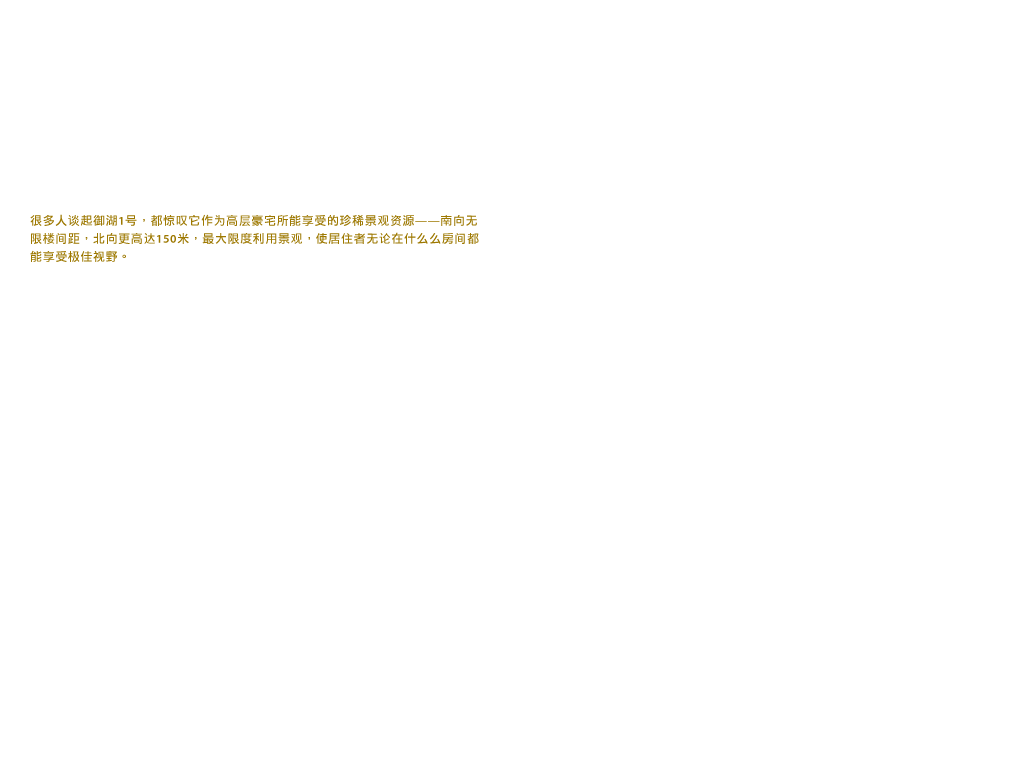 很多人谈起御湖1号，都惊叹它作为高层豪宅所能享受的珍稀景观资源——南向无
限楼间距，北向更高达150米，最大限度利用景观，使居住者无论在什么么房间都
能享受极佳视野。